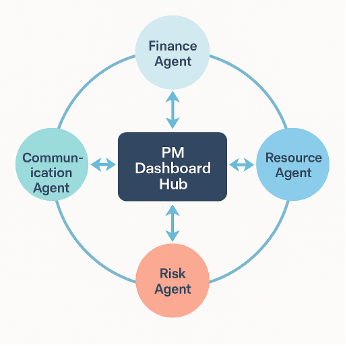 Finance
Agent
Commun-
ication
Agent
PM
Dashboard
Hub
Resource
Agent
Risk
Agent